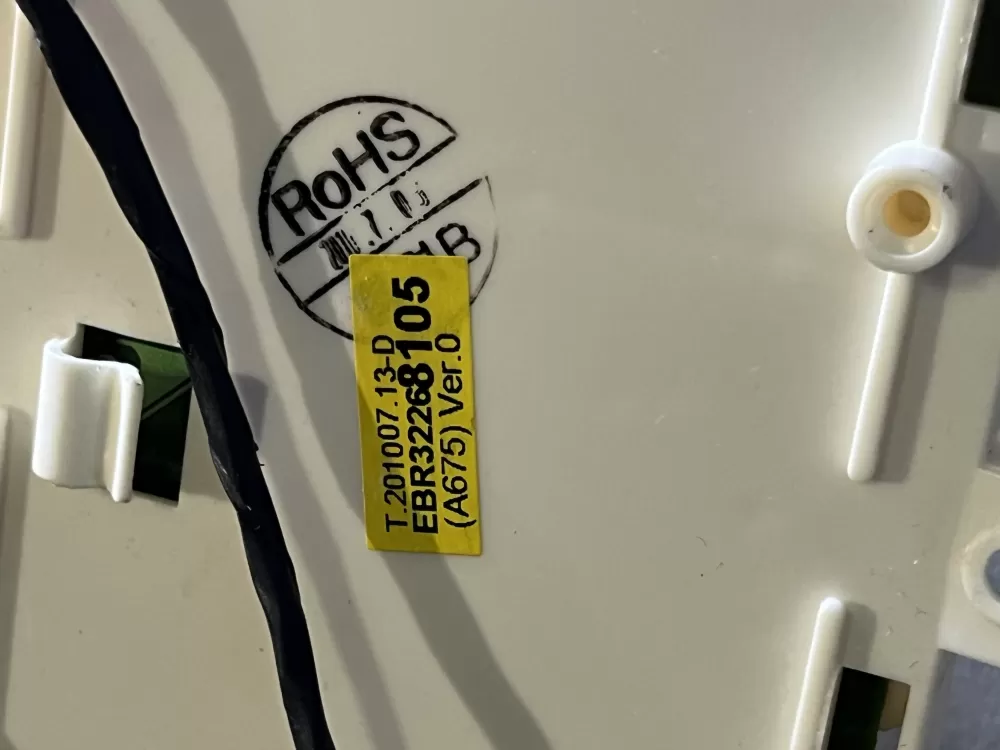 RoHS
T.201007.13-D
EBR32268105
(A675) Ver.0